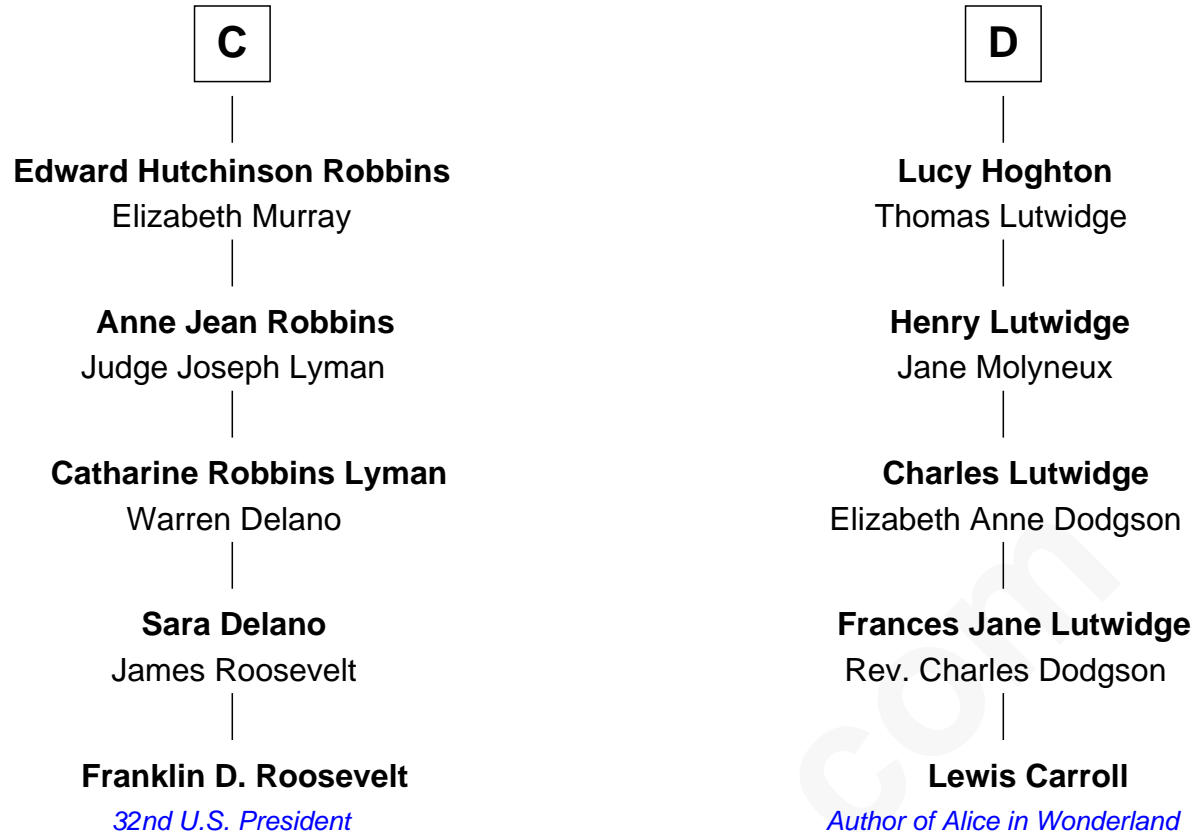 C
Edward Hutchinson Robbins
Elizabeth Murray
Anne Jean Robbins
Judge Joseph Lyman
Catharine Robbins Lyman
Warren Delano
Sara Delano
James Roosevelt
Franklin D. Roosevelt
32nd U.S. President
D
Lucy Hoghton
Thomas Lutwidge
Henry Lutwidge
Jane Molyneux
Charles Lutwidge
Elizabeth Anne Dodgson
Frances Jane Lutwidge
Rev. Charles Dodgson
Lewis Carroll
Author of Alice in Wonderland
com